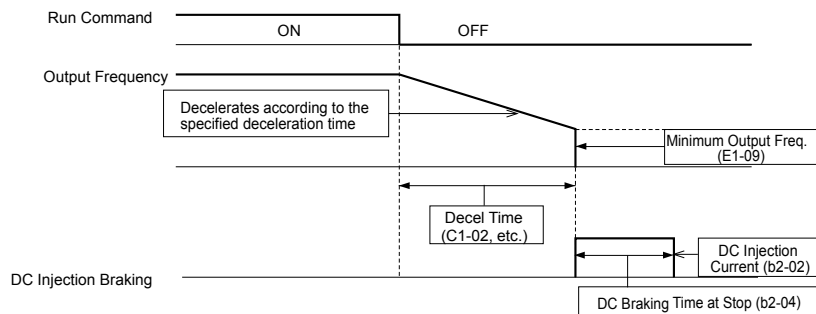 Run Command
ON
OFF
Output Frequency
Decelerates according to the
specified deceleration time
Minimum Output Freq.
(E1-09)
Decel Time
(C1-02, etc.)
DC Injection
Current (b2-02)
DC Injection Braking
DC Braking Time at Stop (b2-04)